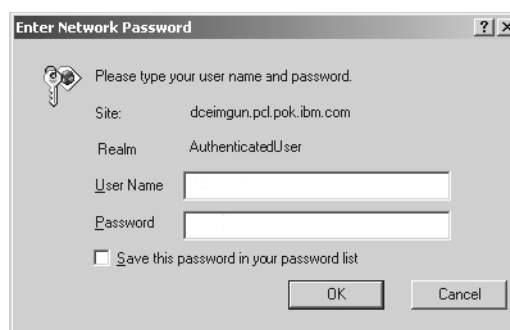 Enter Network Password
Please type your user name and password.
Site: dceimgun.pcl.pok.ibm.com
Realm AuthenticatedUser
User Name
Password
Save this password in your password list
OK Cancel